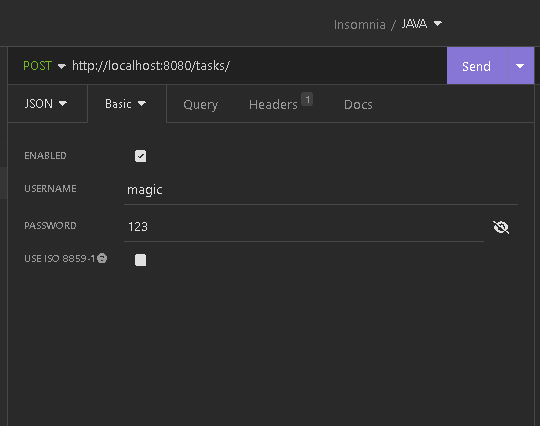 Insomnia / JAVA
POST http://localhost:8080/tasks/ Send
JSON Basic Query Headers 1 Docs
ENABLED
USERNAME magic
PASSWORD 123
USE ISO 8859-1